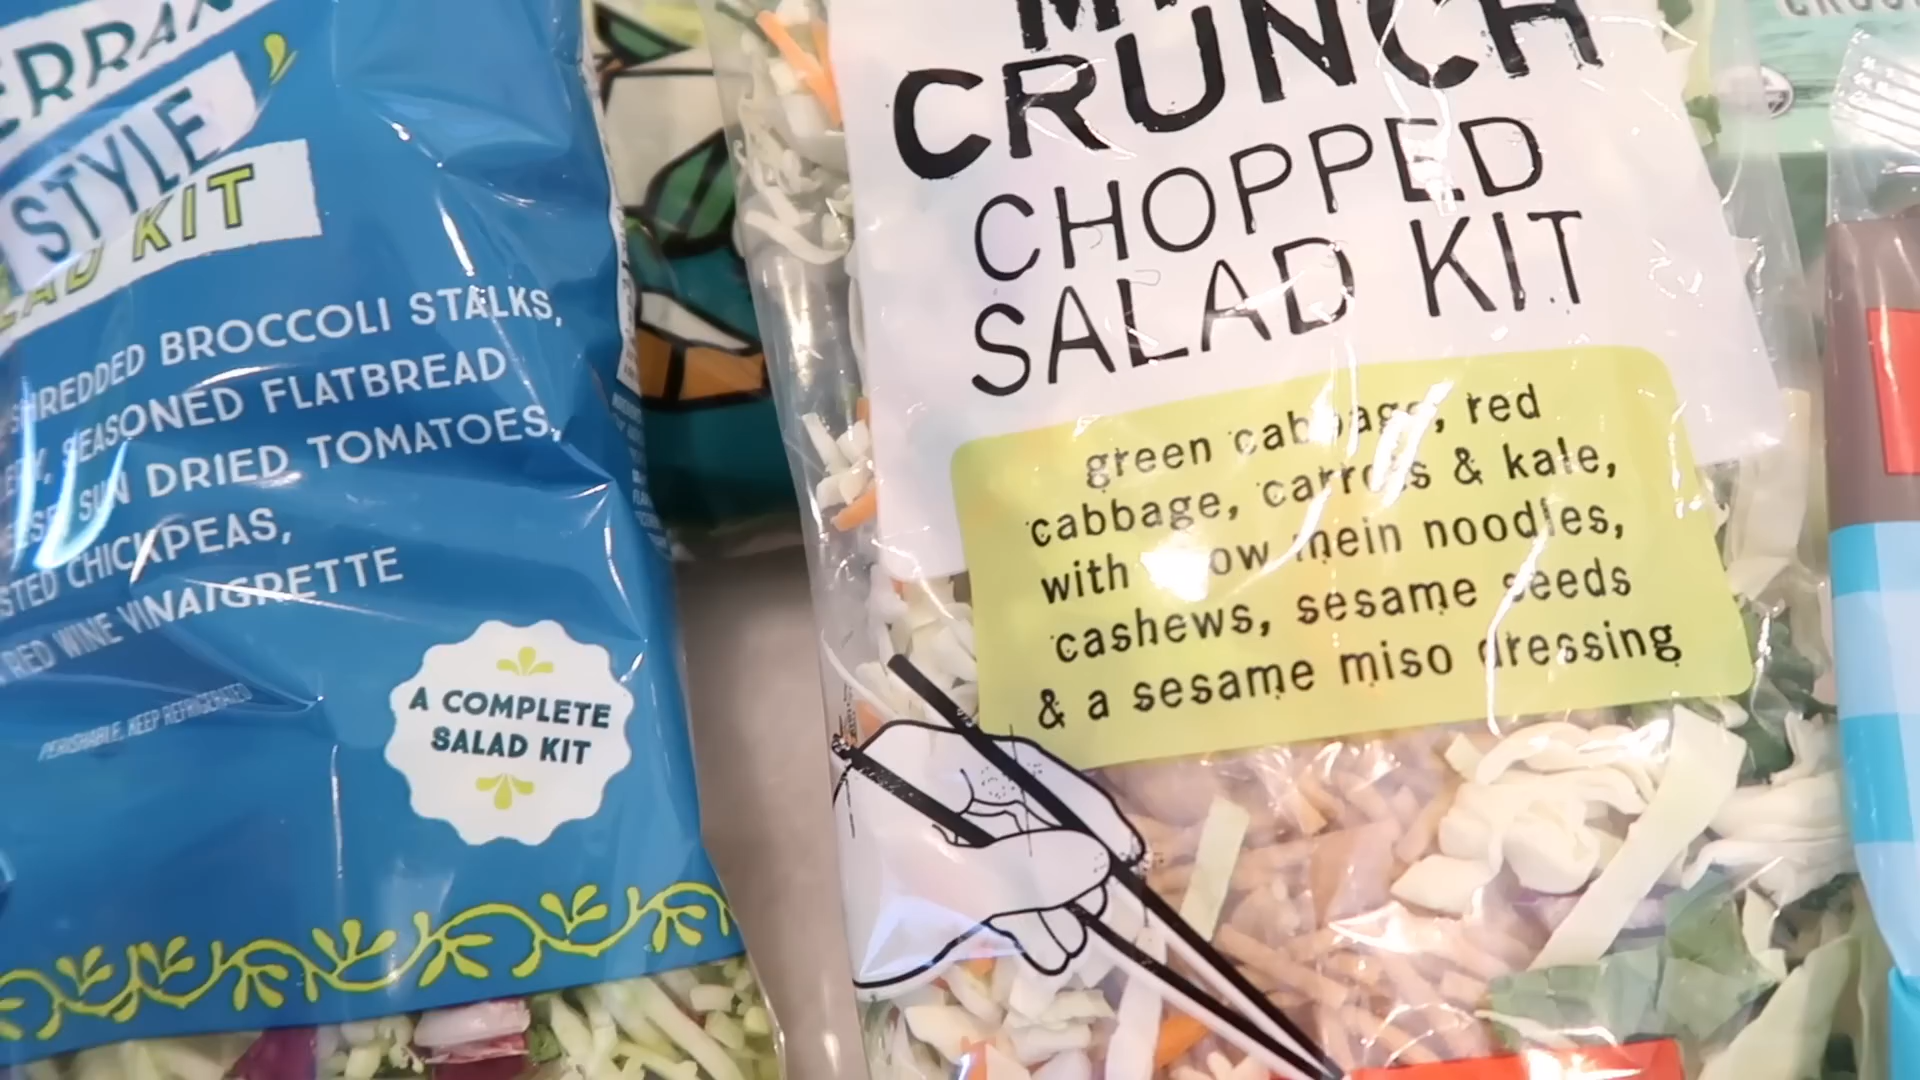 STYLE
KIT
SHREDDED BROCCOLI STALKS,
SEASONED FLATBREAD
SUN DRIED TOMATOES,
CHICKPEAS,
RED WINE VINAIGRETTE
PERISHABLE, KEEP REFRIGERATED
A COMPLETE
SALAD KIT
CRUNCH
CHOPPED
SALAD KIT
green cabbage, red
cabbage, carrots & kale,
with chow mein noodles,
cashews, sesame seeds
& a sesame miso dressing